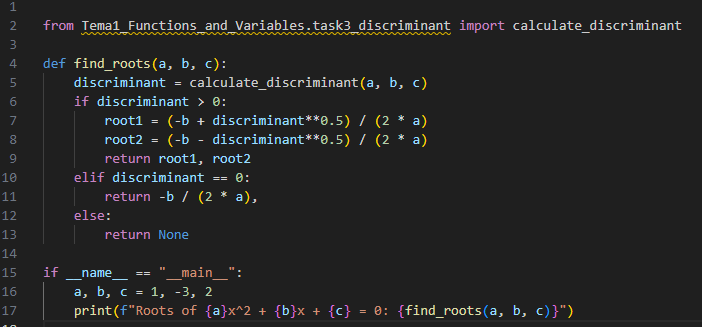 1
2 from Tema1_Functions_and_Variables.task3_discriminant import calculate_discriminant
3
4 def find_roots(a, b, c):
5     discriminant = calculate_discriminant(a, b, c)
6     if discriminant > 0:
7         root1 = (-b + discriminant**0.5) / (2 * a)
8         root2 = (-b - discriminant**0.5) / (2 * a)
9         return root1, root2
10     elif discriminant == 0:
11         return -b / (2 * a),
12     else:
13         return None
14
15 if __name__ == "__main__":
16     a, b, c = 1, -3, 2
17     print(f"Roots of {a}x^2 + {b}x + {c} = 0: {find_roots(a, b, c)}")